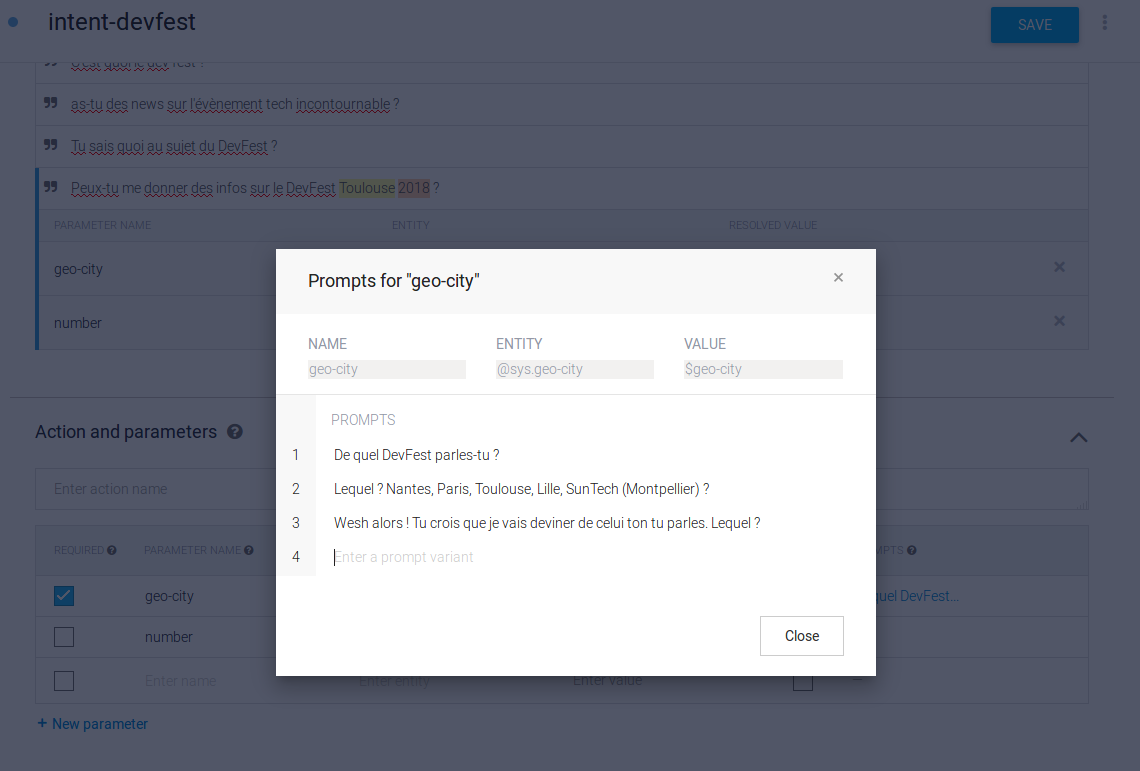 intent-devfest
SAVE
C'est quoi le dev fest ?
as-tu des news sur l'évènement tech incontournable ?
Tu sais quoi au sujet du DevFest ?
Peux-tu me donner des infos sur le DevFest Toulouse 2018 ?
PARAMETER NAME ENTITY RESOLVED VALUE
geo-city
number
Prompts for "geo-city"
NAME ENTITY VALUE
geo-city @sys.geo-city $geo-city
PROMPTS
1 De quel DevFest parles-tu ?
2 Lequel ? Nantes, Paris, Toulouse, Lille, SunTech (Montpellier) ?
3 Wesh alors ! Tu crois que je vais deviner de celui ton tu parles. Lequel ?
4 Enter a prompt variant
Close
Action and parameters
Enter action name
REQUIRED PARAMETER NAME MPTS
geo-city quel DevFest...
number
Enter name Enter entity Enter value
+ New parameter